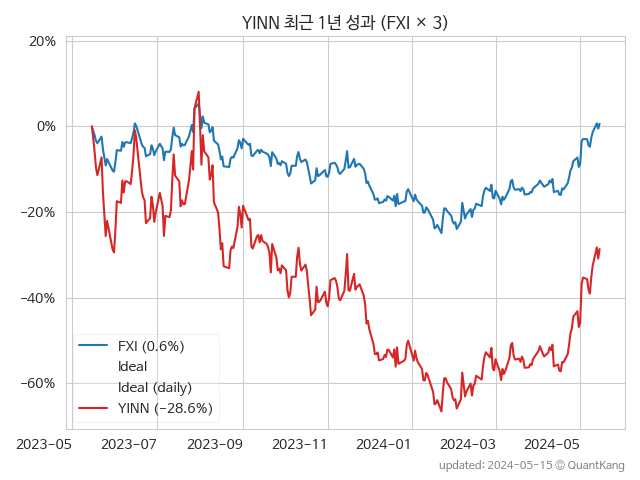 YINN 최근 1년 성과 (FXI × 3)
20%
0%
−20%
−40%
−60%
FXI (0.6%)
Ideal
Ideal (daily)
YINN (−28.6%)
2023-05 2023-07 2023-09 2023-11 2024-01 2024-03 2024-05
updated: 2024-05-15 © QuantKang